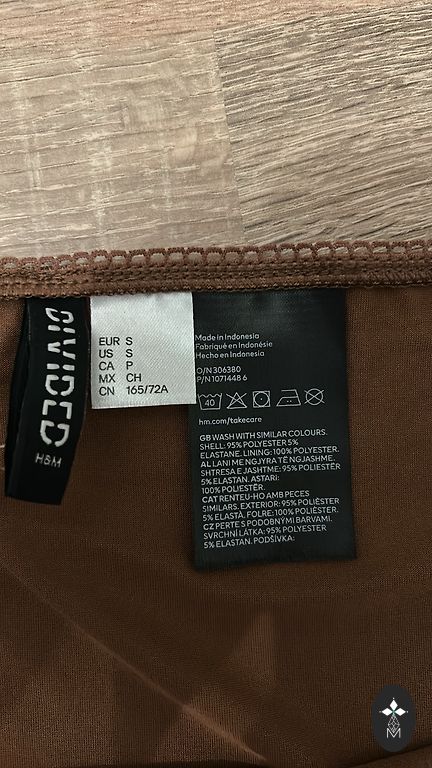 DIVIDED
H&M
EUR S
US S
CA P
MX CH
CN 165/72A
Made in Indonesia
Fabriqué en Indonésie
Hecho en Indonesia
O/N 306380
P/N 1071448 6
40
hm.com/takecare
GB WASH WITH SIMILAR COLOURS.
SHELL: 95% POLYESTER 5%
ELASTANE. LINING: 100% POLYESTER.
AL LANI ME NGJYRA TË NGJASHME.
SHTRESA E JASHTME: 95% POLIESTËR
5% ELASTAN. ASTARI:
100% POLIESTËR.
CAT RENTEU-HO AMB PECES
SIMILARS. EXTERIOR: 95% POLIÈSTER
5% ELASTÀ. FOLRE: 100% POLIÈSTER.
CZ PERTE S PODOBNÝMI BARVAMI.
SVRCHNÍ LÁTKA: 95% POLYESTER
5% ELASTAN. PODŠÍVKA:
M